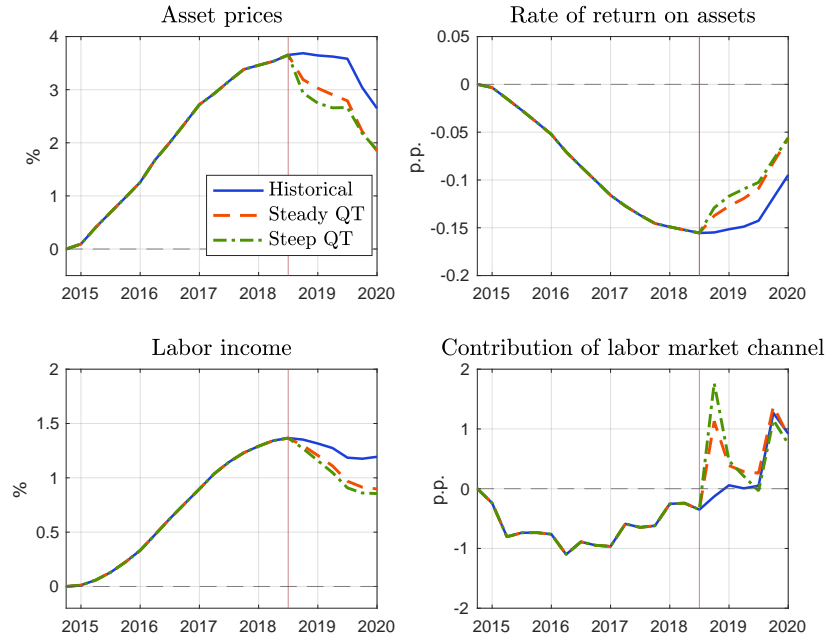 Asset prices
4
3
2
1
0
%
2015 2016 2017 2018 2019 2020
Historical
Steady QT
Steep QT
Rate of return on assets
0.05
0
-0.05
-0.1
-0.15
-0.2
p.p.
2015 2016 2017 2018 2019 2020
Labor income
2
1.5
1
0.5
0
%
2015 2016 2017 2018 2019 2020
Contribution of labor market channel
2
1
0
-1
-2
p.p.
2015 2016 2017 2018 2019 2020